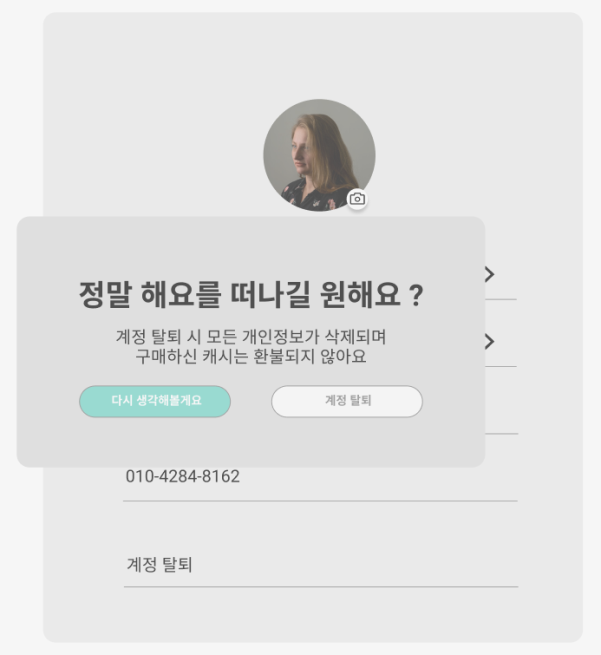 정말 해요를 떠나길 원해요 ?
계정 탈퇴 시 모든 개인정보가 삭제되며
구매하신 캐시는 환불되지 않아요
다시 생각해볼게요
계정 탈퇴
010-4284-8162
계정 탈퇴